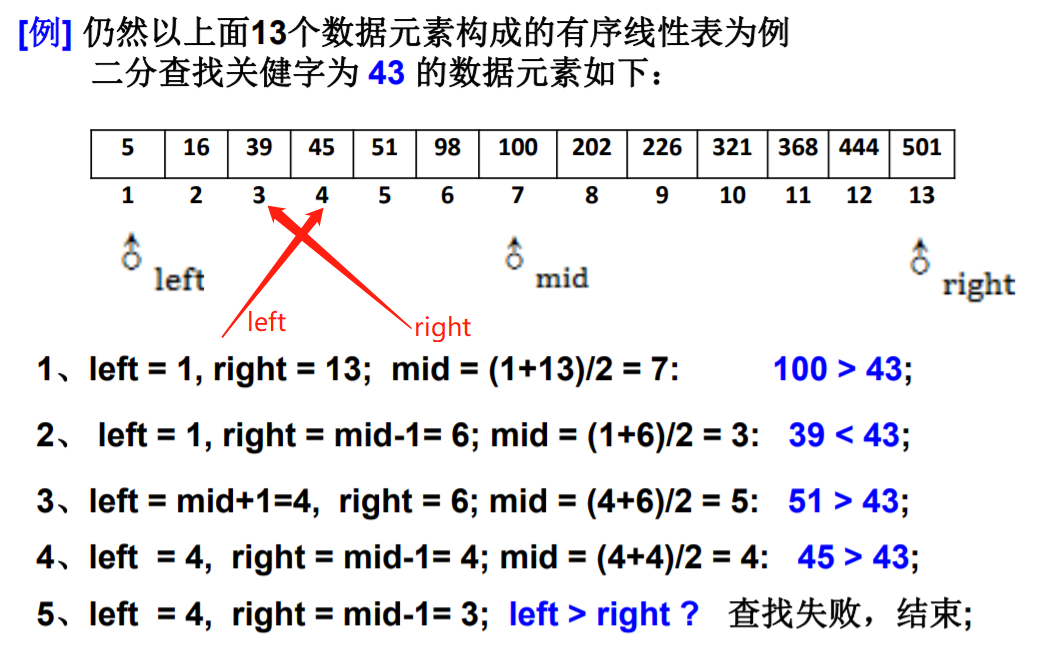 [例] 仍然以上面13个数据元素构成的有序线性表为例
二分查找关健字为 43 的数据元素如下：
5 16 39 45 51 98 100 202 226 321 368 444 501
1 2 3 4 5 6 7 8 9 10 11 12 13
left mid right
left right
1、left = 1, right = 13; mid = (1+13)/2 = 7: 100 > 43;
2、 left = 1, right = mid-1= 6; mid = (1+6)/2 = 3: 39 < 43;
3、left = mid+1=4, right = 6; mid = (4+6)/2 = 5: 51 > 43;
4、left = 4, right = mid-1= 4; mid = (4+4)/2 = 4: 45 > 43;
5、left = 4, right = mid-1= 3; left > right ? 查找失败，结束;